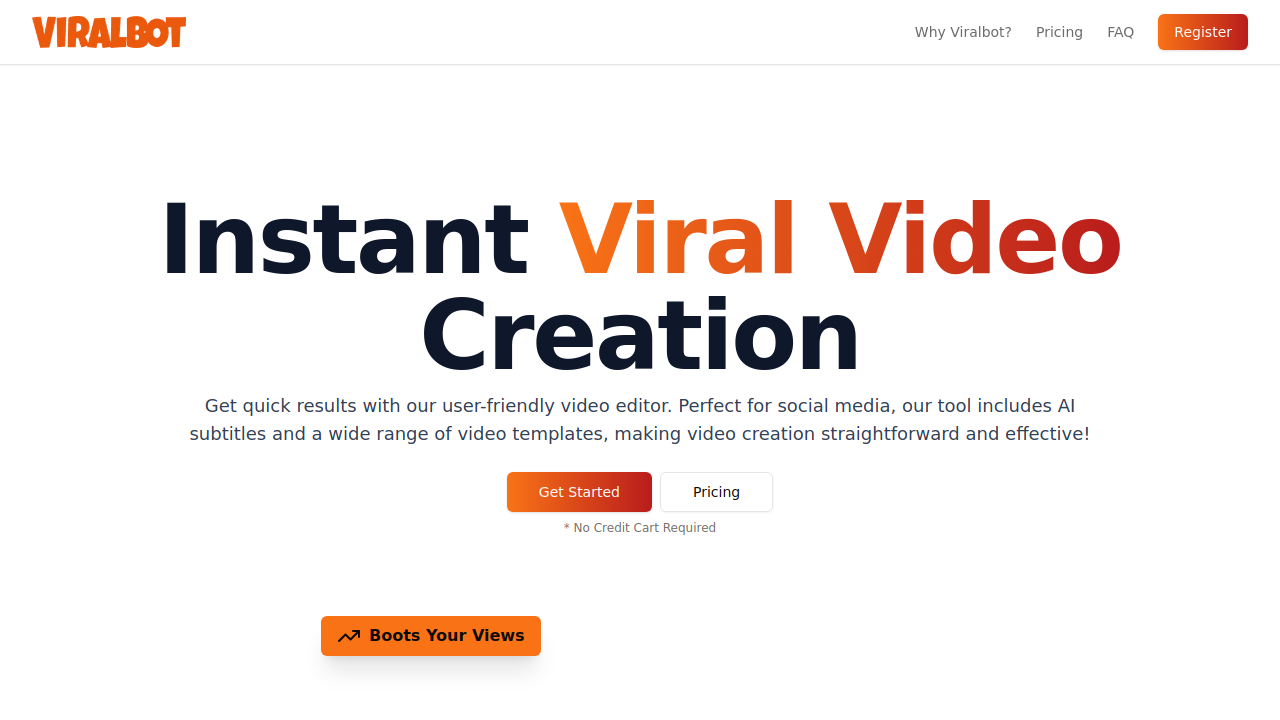 VIRALBOT
Why Viralbot?
Pricing
FAQ
Register
Instant Viral Video
Creation
Get quick results with our user-friendly video editor. Perfect for social media, our tool includes AI
subtitles and a wide range of video templates, making video creation straightforward and effective!
Get Started
Pricing
* No Credit Cart Required
Boots Your Views